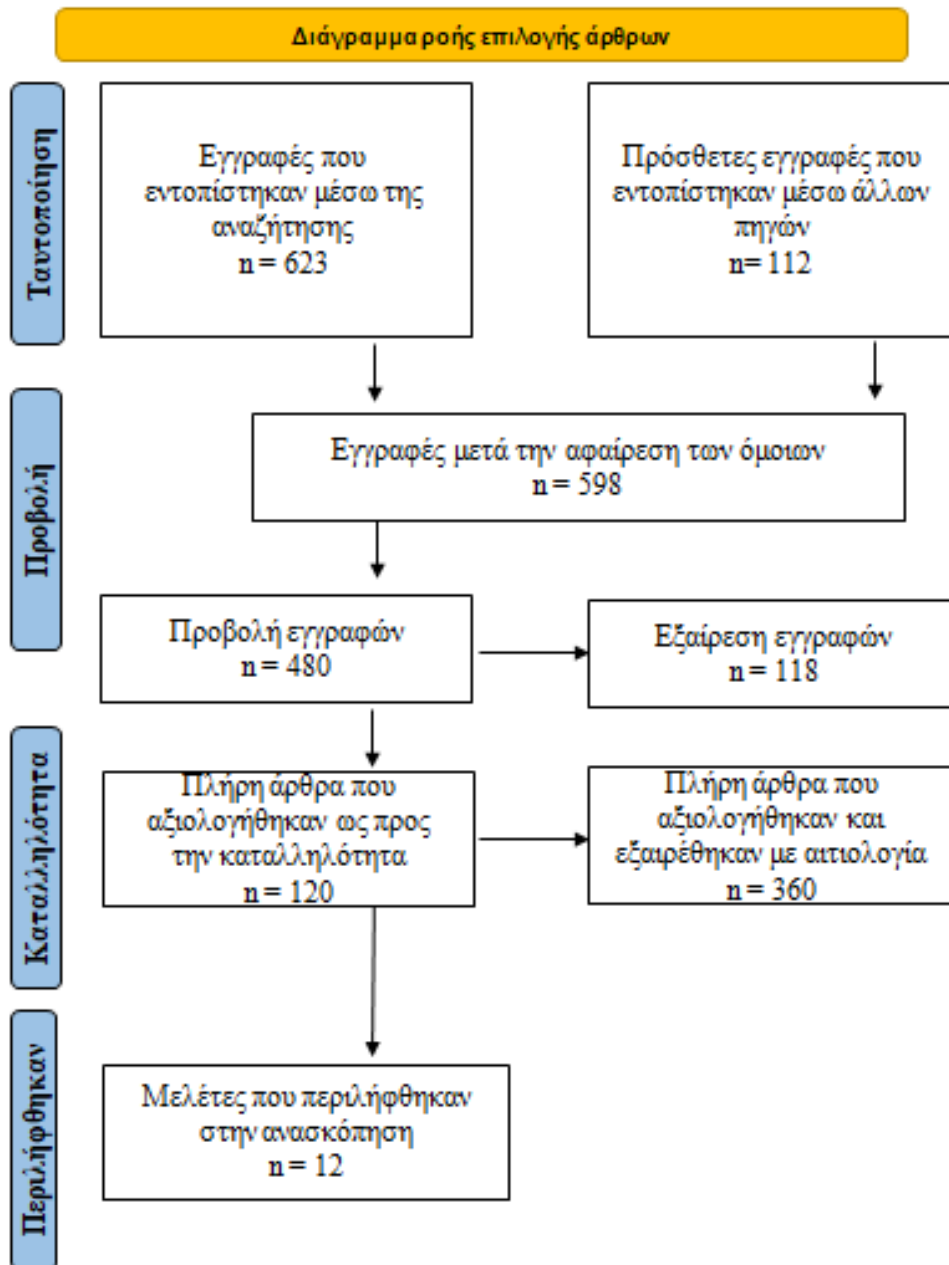 Διάγραμμα ροής επιλογής άρθρων
Ταυτοποίηση
Εγγραφές που
εντοπίστηκαν μέσω της
αναζήτησης
n = 623
Πρόσθετες εγγραφές που
εντοπίστηκαν μέσω άλλων
πηγών
n= 112
Προβολή
Εγγραφές μετά την αφαίρεση των όμοιων
n = 598
Προβολή εγγραφών
n = 480
Εξαίρεση εγγραφών
n = 118
Καταλληλότητα
Πλήρη άρθρα που
αξιολογήθηκαν ως προς
την καταλληλότητα
n = 120
Πλήρη άρθρα που
αξιολογήθηκαν και
εξαιρέθηκαν με αιτιολογία
n = 360
Περιλήφθηκαν
Μελέτες που περιλήφθηκαν
στην ανασκόπηση
n = 12